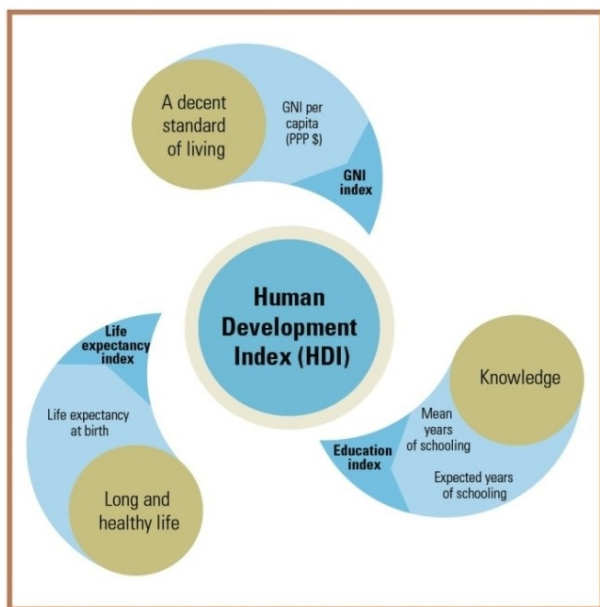 A decent
standard
of living
GNI per
capita
(PPP $)
GNI
index
Human
Development
Index (HDI)
Life
expectancy
index
Life expectancy
at birth
Long and
healthy life
Knowledge
Mean
years
of schooling
Expected years
of schooling
Education
index